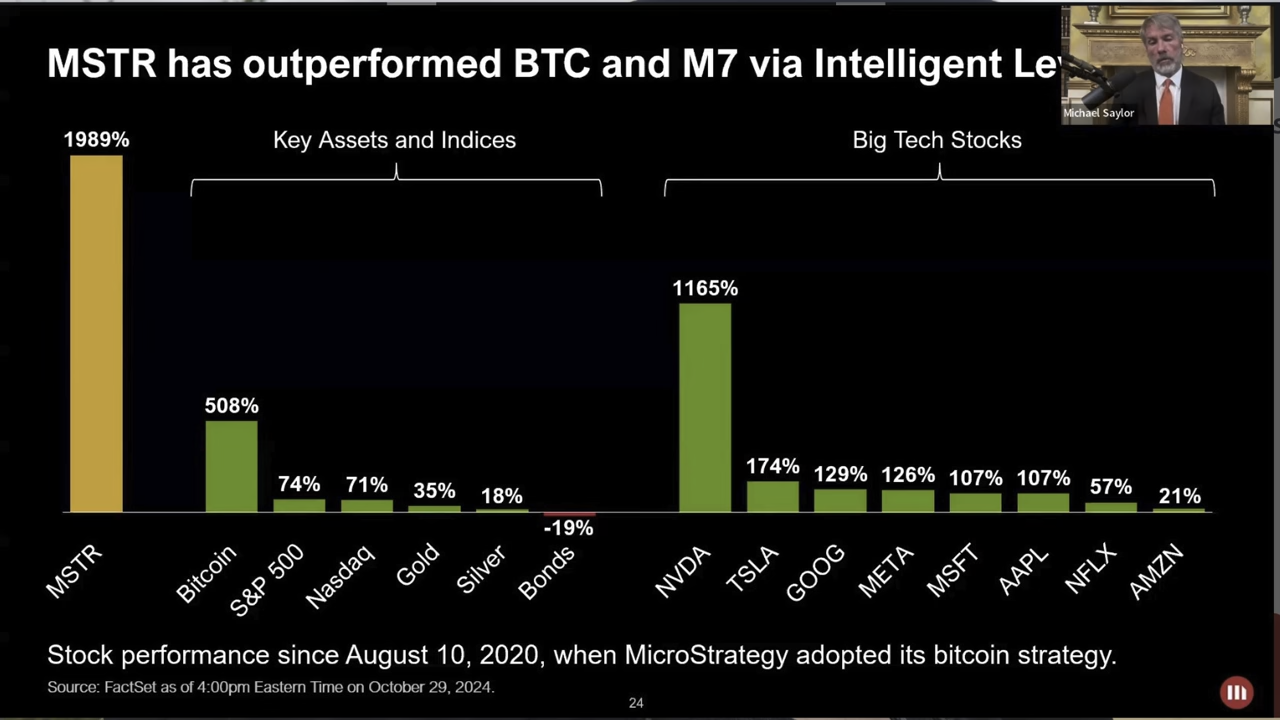 MSTR has outperformed BTC and M7 via Intelligent
Michael Saylor
1989%
Key Assets and Indices
Big Tech Stocks
508%
74%
71%
35%
18%
-19%
1165%
174%
129%
126%
107%
107%
57%
21%
MSTR
Bitcoin
S&P 500
Nasdaq
Gold
Silver
Bonds
NVDA
TSLA
GOOG
META
MSFT
AAPL
NFLX
AMZN
Stock performance since August 10, 2020, when MicroStrategy adopted its bitcoin strategy.
Source: FactSet as of 4:00pm Eastern Time on October 29, 2024.
24